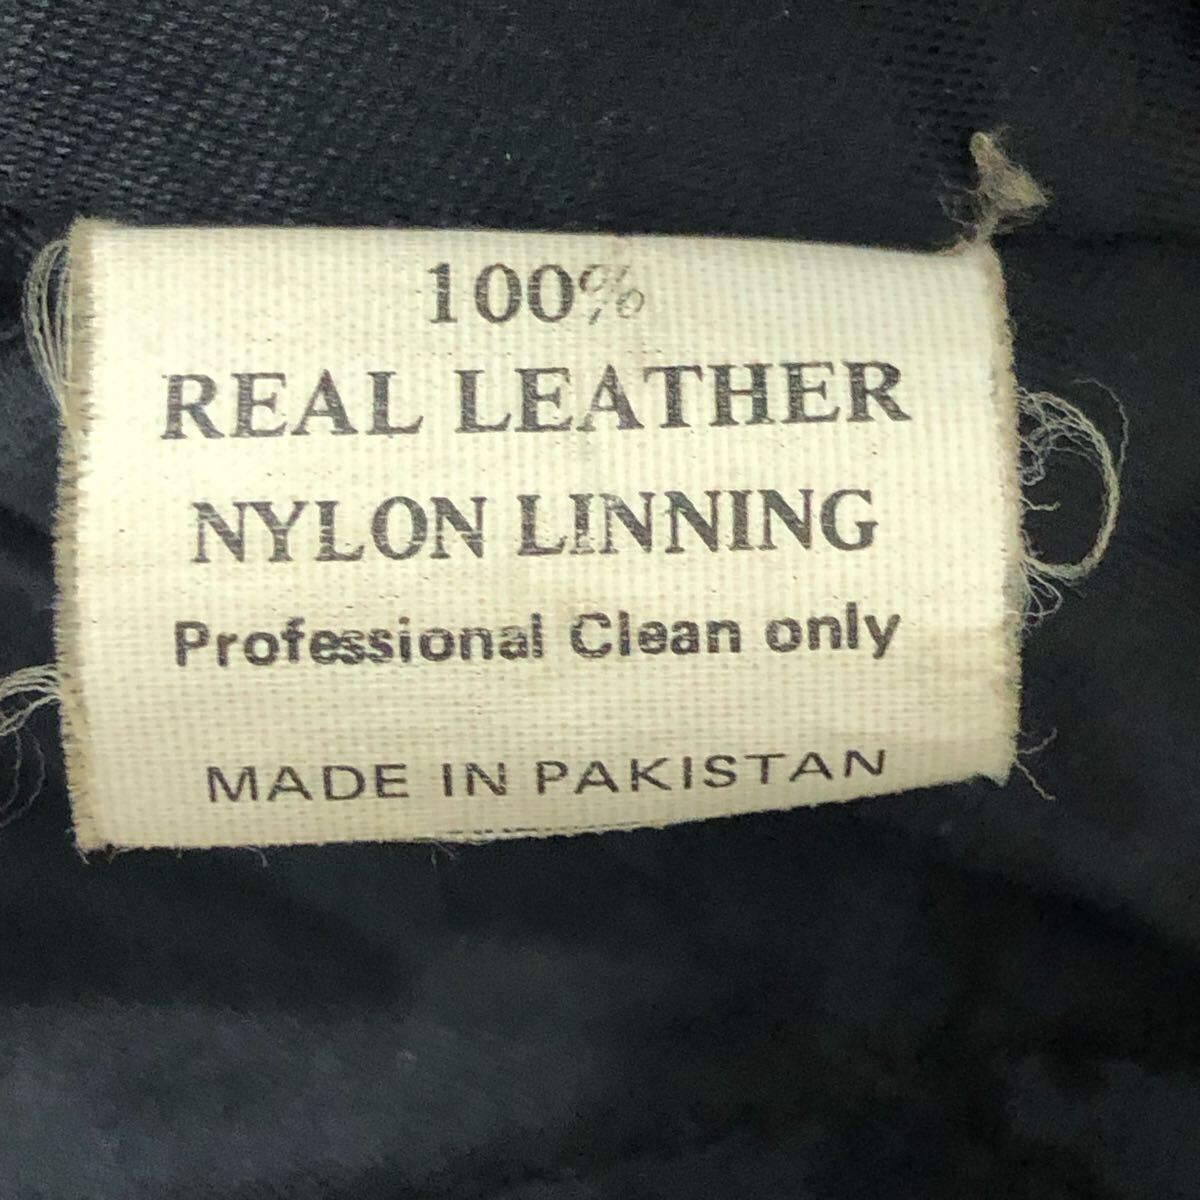 100%
REAL LEATHER
NYLON LINNING
Professional Clean only
MADE IN PAKISTAN